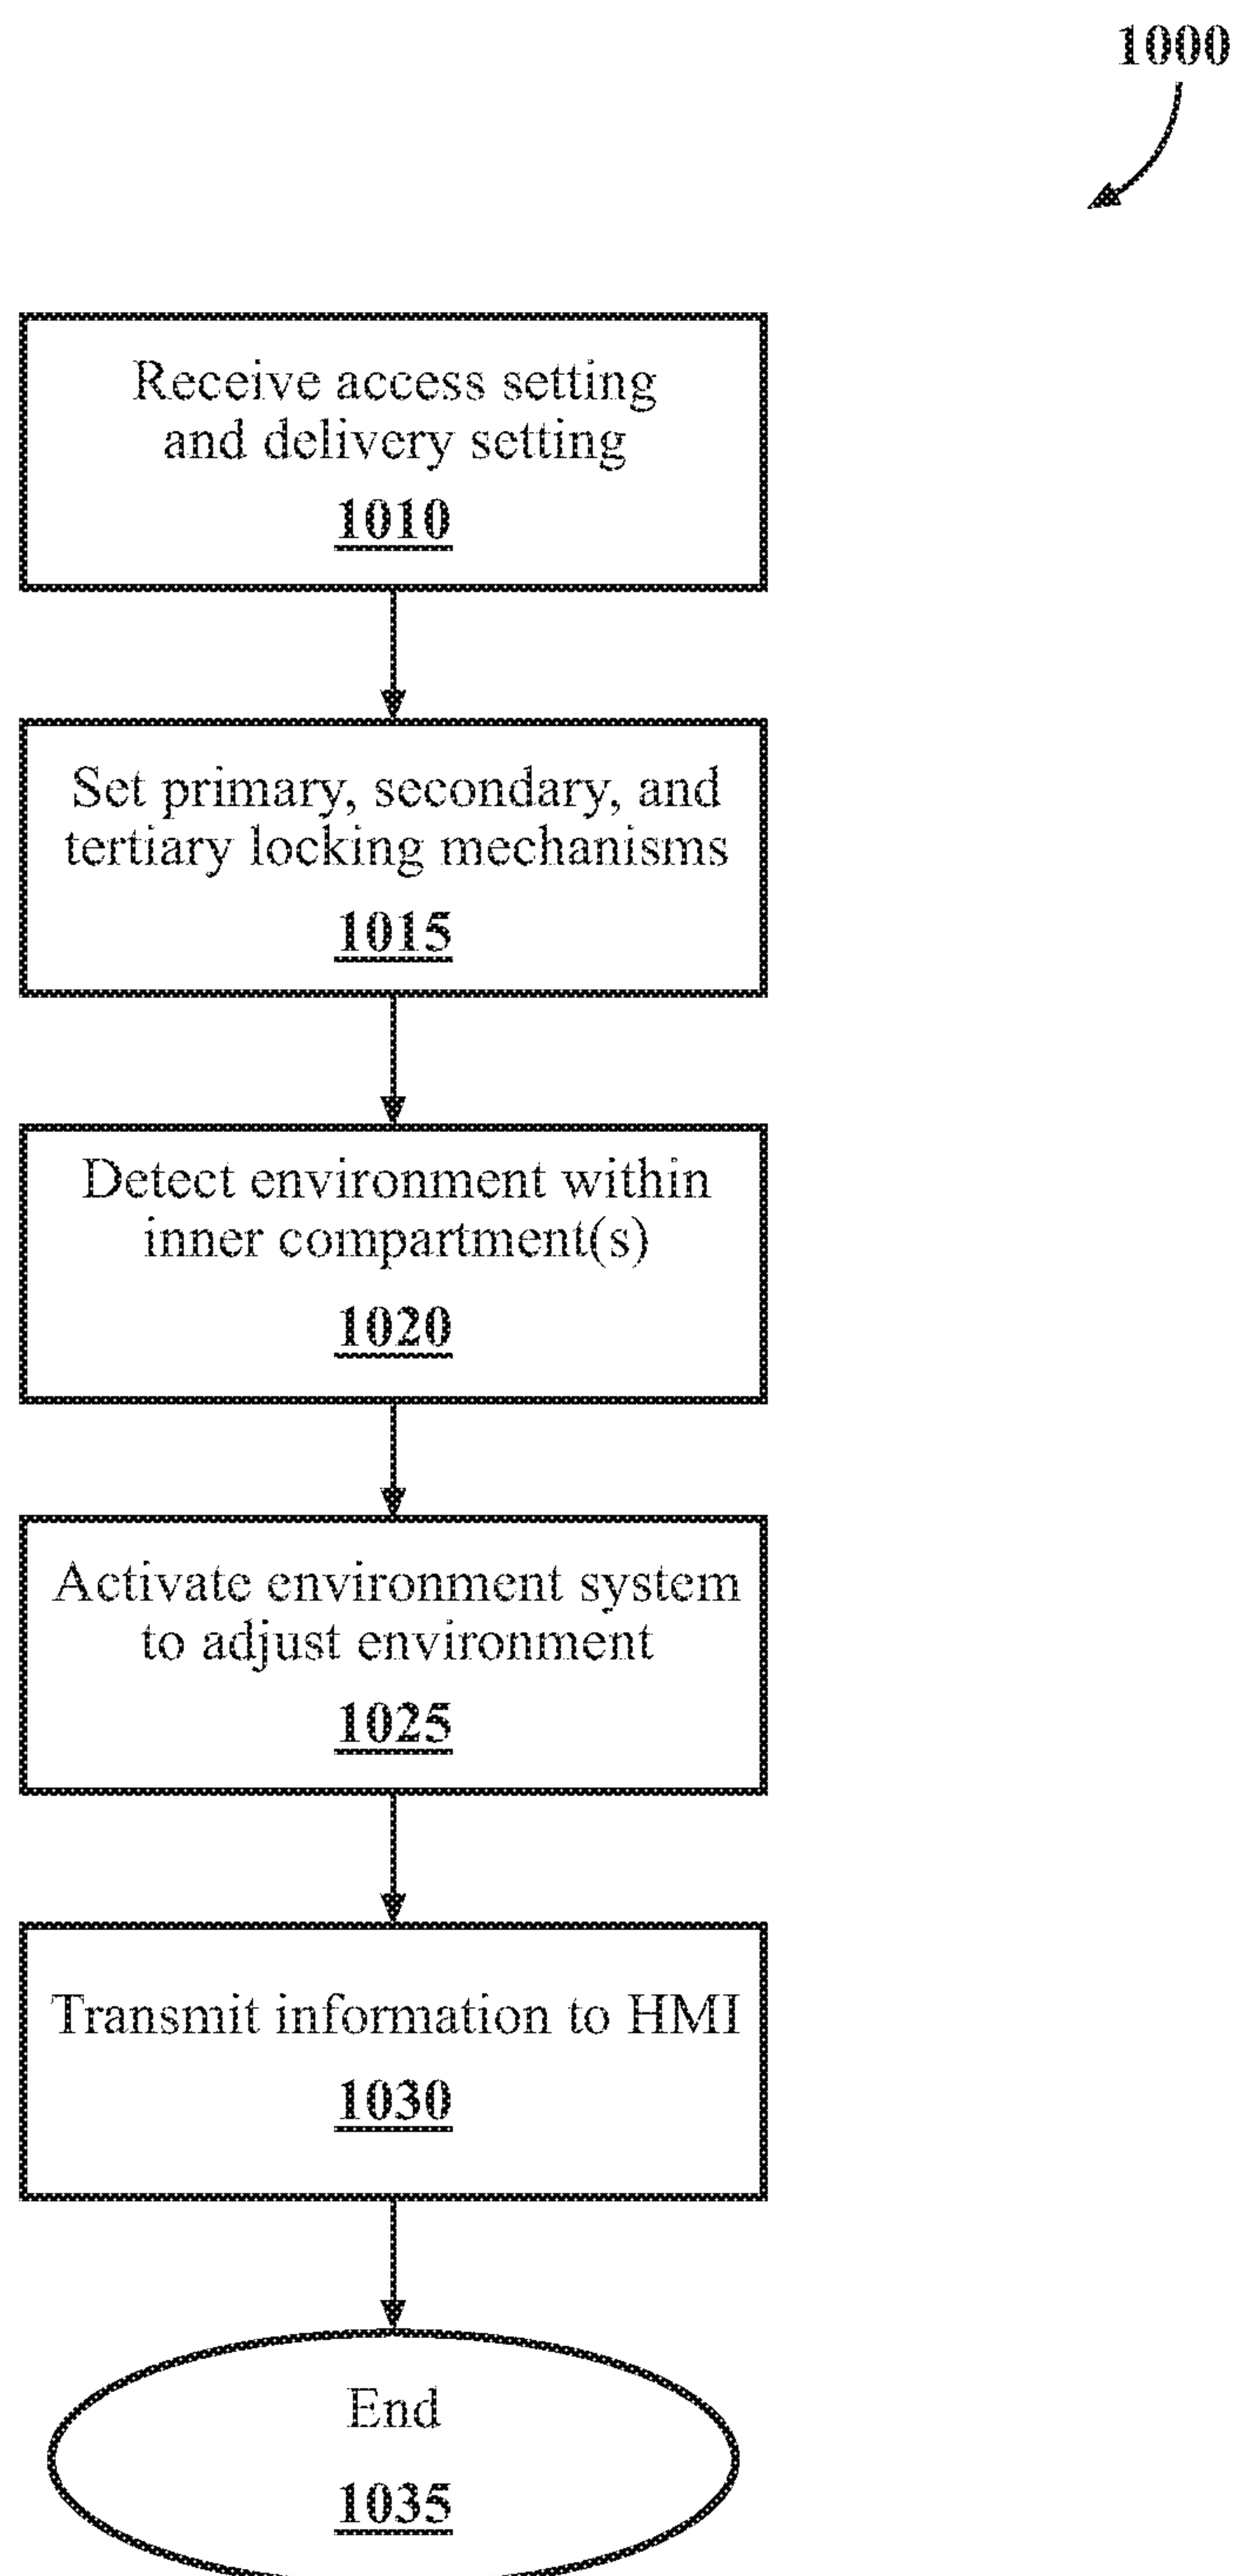 1000
Receive access setting
and delivery setting
1010
Set primary, secondary, and
tertiary locking mechanisms
1015
Detect environment within
inner compartment(s)
1020
Activate environment system
to adjust environment
1025
Transmit information to HMI
1030
End
1035